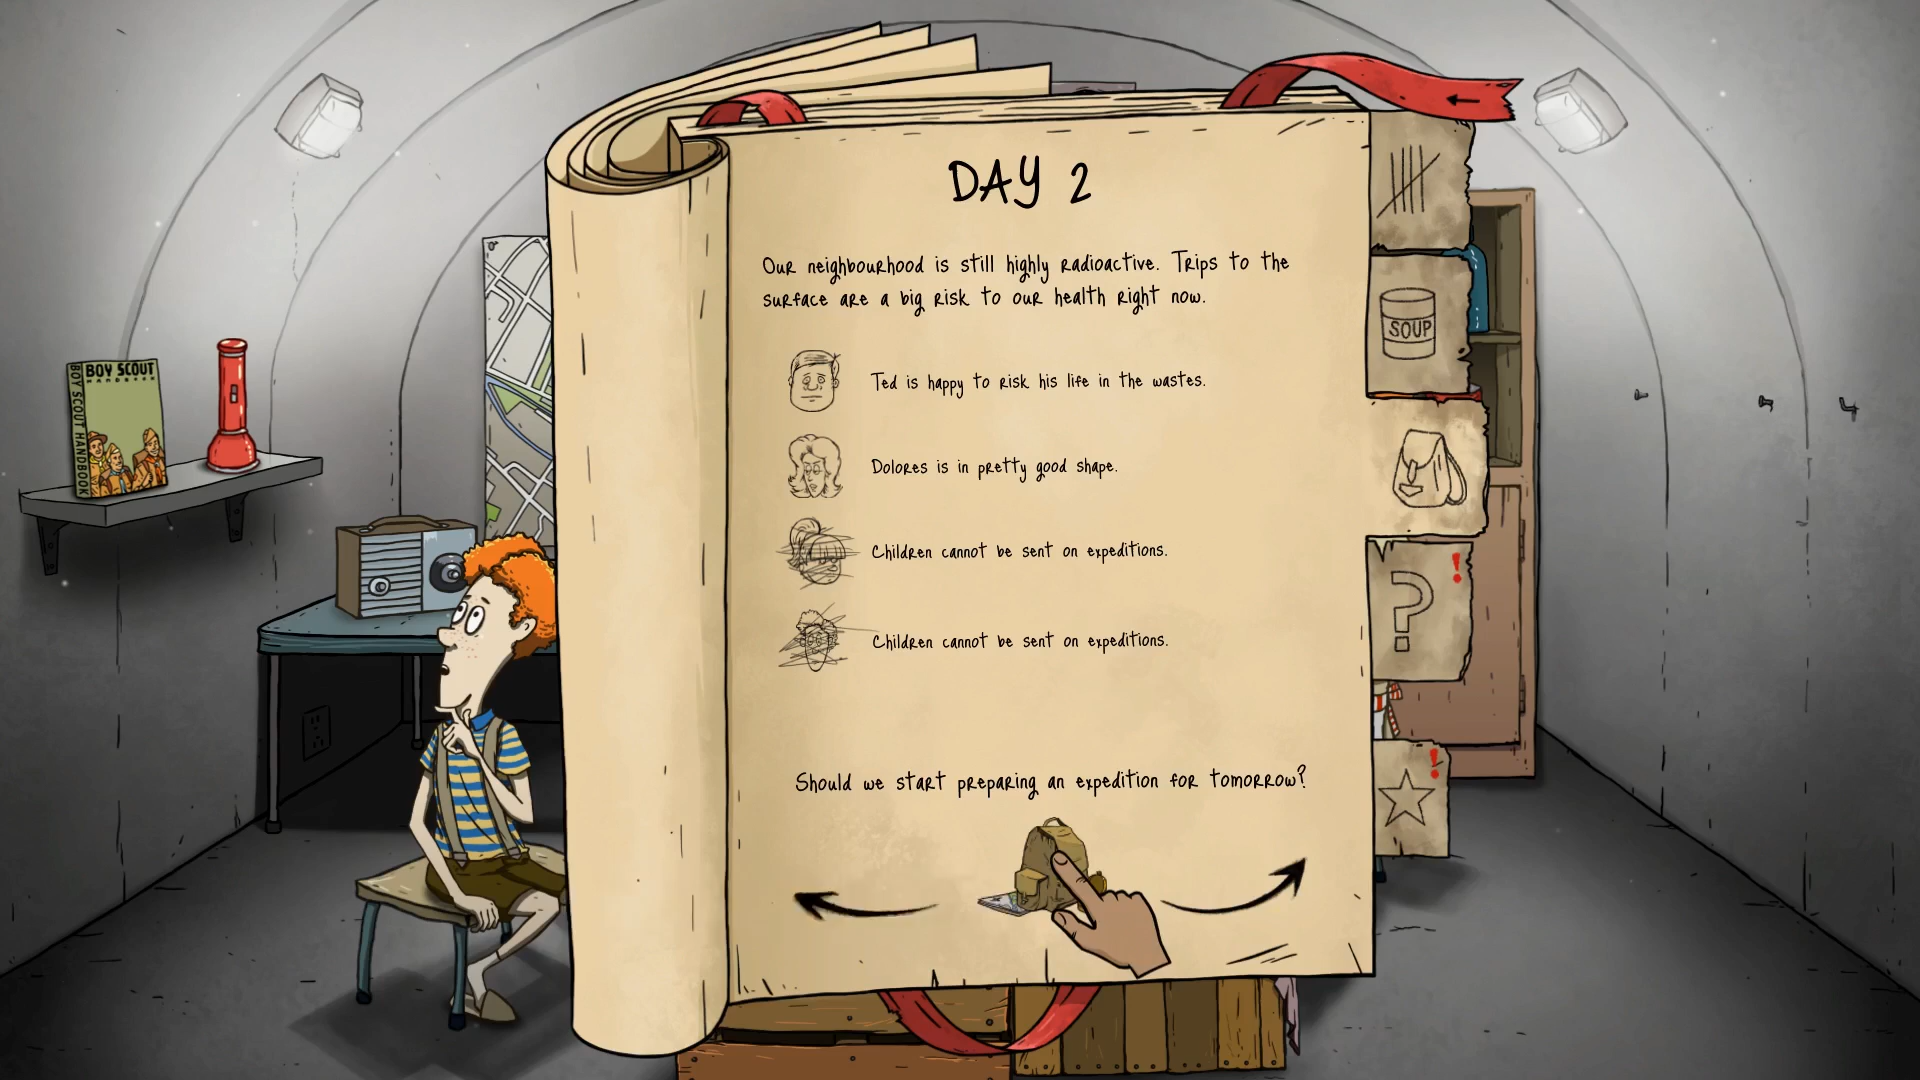 DAY 2
Our neighbourhood is still highly radioactive. Trips to the
surface are a big risk to our health right now.
Ted is happy to risk his life in the wastes.
Dolores is in pretty good shape.
Children cannot be sent on expeditions.
Children cannot be sent on expeditions.
Should we start preparing an expedition for tomorrow?
SOUP
?
!
!
BOY SCOUT
HANDBOOK
BOY SCOUT HANDBOOK